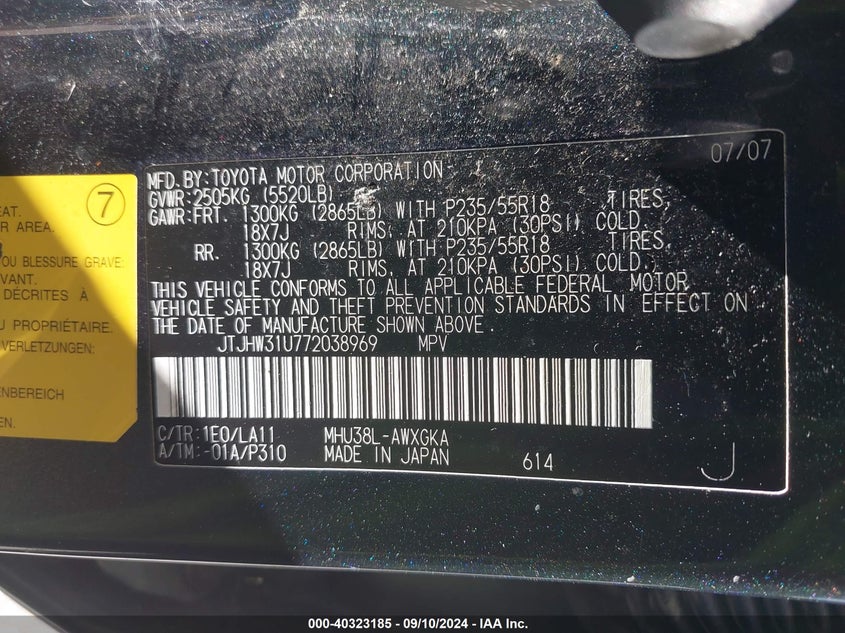 07/07
MFD. BY: TOYOTA MOTOR CORPORATION
GVWR: 2505KG (5520LB)
GAWR: FRT. 1300KG (2865LB) WITH P235/55R18 TIRES,
18X7J RIMS, AT 210KPA (30PSI) COLD,
RR. 1300KG (2865LB) WITH P235/55R18 TIRES,
18X7J RIMS, AT 210KPA (30PSI) COLD,
THIS VEHICLE CONFORMS TO ALL APPLICABLE FEDERAL MOTOR
VEHICLE SAFETY AND THEFT PREVENTION STANDARDS IN EFFECT ON
THE DATE OF MANUFACTURE SHOWN ABOVE.
JTJHW31U772038969 MPV
C/TR: 1E0/LA11 MHU38L-AWXGKA
A/TM: -01A/P310 MADE IN JAPAN 614 J
7
EAT.
AREA.
OU BLESSURE GRAVE:
VANT.
DÉCRITES À
U PROPRIÉTAIRE.
VERLETZUNGEN:
ENBEREICH
000-40323185 - 09/10/2024 - IAA Inc.